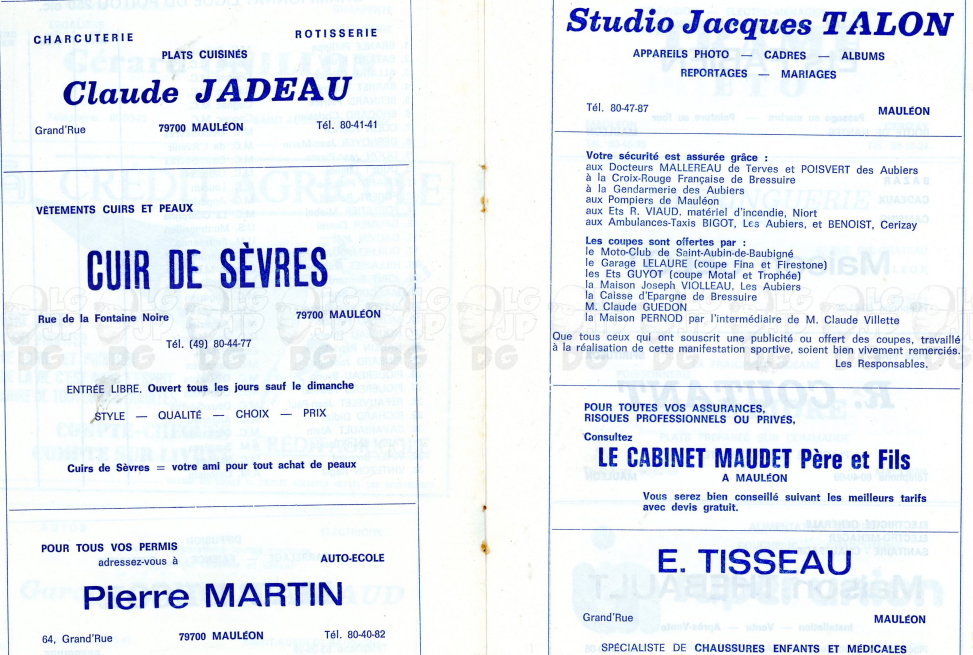 CHARCUTERIE ROTISSERIE
PLATS CUISINÉS
Claude JADEAU
Grand'Rue 79700 MAULÉON Tél. 80-41-41
VÊTEMENTS CUIRS ET PEAUX
CUIR DE SÈVRES
Rue de la Fontaine Noire 79700 MAULÉON
Tél. (49) 80-44-77
ENTRÉE LIBRE. Ouvert tous les jours sauf le dimanche
STYLE — QUALITÉ — CHOIX — PRIX
Cuirs de Sèvres = votre ami pour tout achat de peaux
POUR TOUS VOS PERMIS
adressez-vous à AUTO-ECOLE
Pierre MARTIN
64, Grand'Rue 79700 MAULÉON Tél. 80-40-82
Studio Jacques TALON
APPAREILS PHOTO — CADRES — ALBUMS
REPORTAGES — MARIAGES
Tél. 80-47-87 MAULÉON
Votre sécurité est assurée grâce :
aux Docteurs MALLEREAU de Terves et POISVERT des Aubiers
à la Croix-Rouge Française de Bressuire
à la Gendarmerie des Aubiers
aux Pompiers de Mauléon
aux Ets R. VIAUD, matériel d'incendie, Niort
aux Ambulances-Taxis BIGOT, Les Aubiers, et BENOIST, Cerizay
Les coupes sont offertes par :
le Moto-Club de Saint-Aubin-de-Baubigné
le Garage LELAURE (coupe Fina et Firestone)
les Ets GUYOT (coupe Motal et Trophée)
la Maison Joseph VIOLLEAU, Les Aubiers
la Caisse d'Epargne de Bressuire
M. Claude GUEDON
la Maison PERNOD par l'intermédiaire de M. Claude Villette
Que tous ceux qui ont souscrit une publicité ou offert des coupes, travaillé
à la réalisation de cette manifestation sportive, soient bien vivement remerciés.
Les Responsables.
POUR TOUTES VOS ASSURANCES,
RISQUES PROFESSIONNELS OU PRIVES,
Consultez
LE CABINET MAUDET Père et Fils
A MAULÉON
Vous serez bien conseillé suivant les meilleurs tarifs
avec devis gratuit.
E. TISSEAU
Grand'Rue MAULÉON
SPÉCIALISTE DE CHAUSSURES ENFANTS ET MÉDICALES